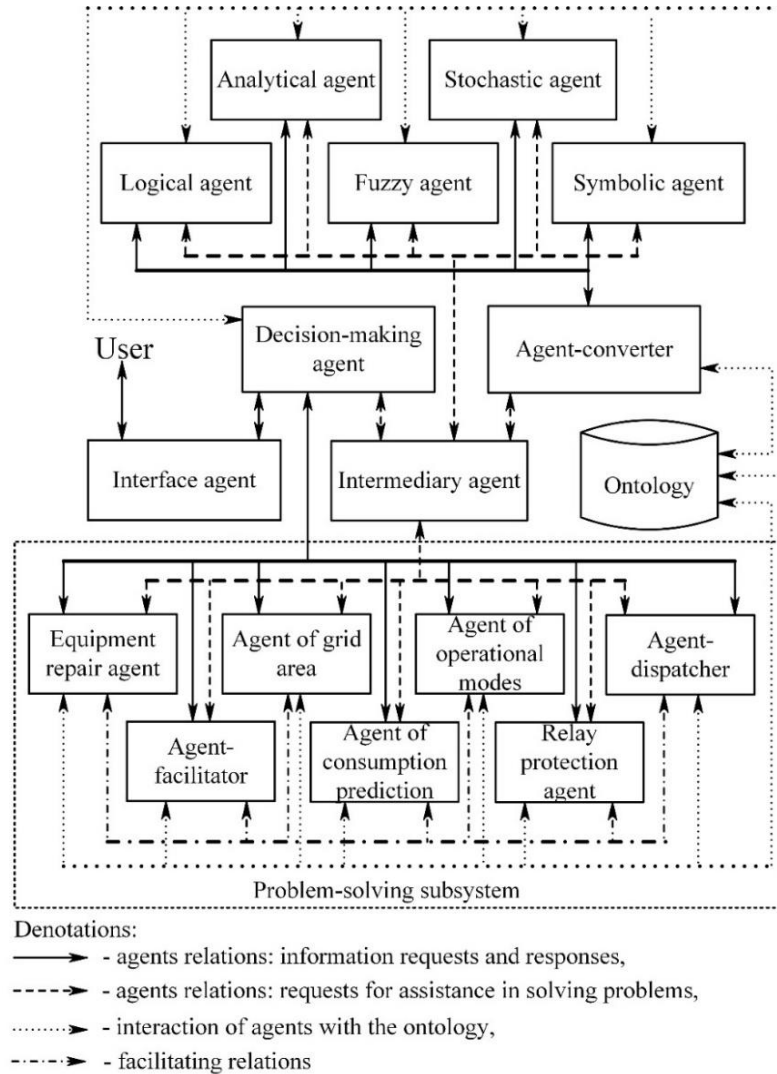 Analytical agent
Stochastic agent
Logical agent
Fuzzy agent
Symbolic agent
User
Decision-making
agent
Agent-converter
Interface agent
Intermediary agent
Ontology
Equipment
repair agent
Agent of grid
area
Agent of
operational
modes
Agent-
dispatcher
Agent-
facilitator
Agent of
consumption
prediction
Relay
protection
agent
Problem-solving subsystem
Denotations:
- agents relations: information requests and responses,
- agents relations: requests for assistance in solving problems,
- interaction of agents with the ontology,
- facilitating relations